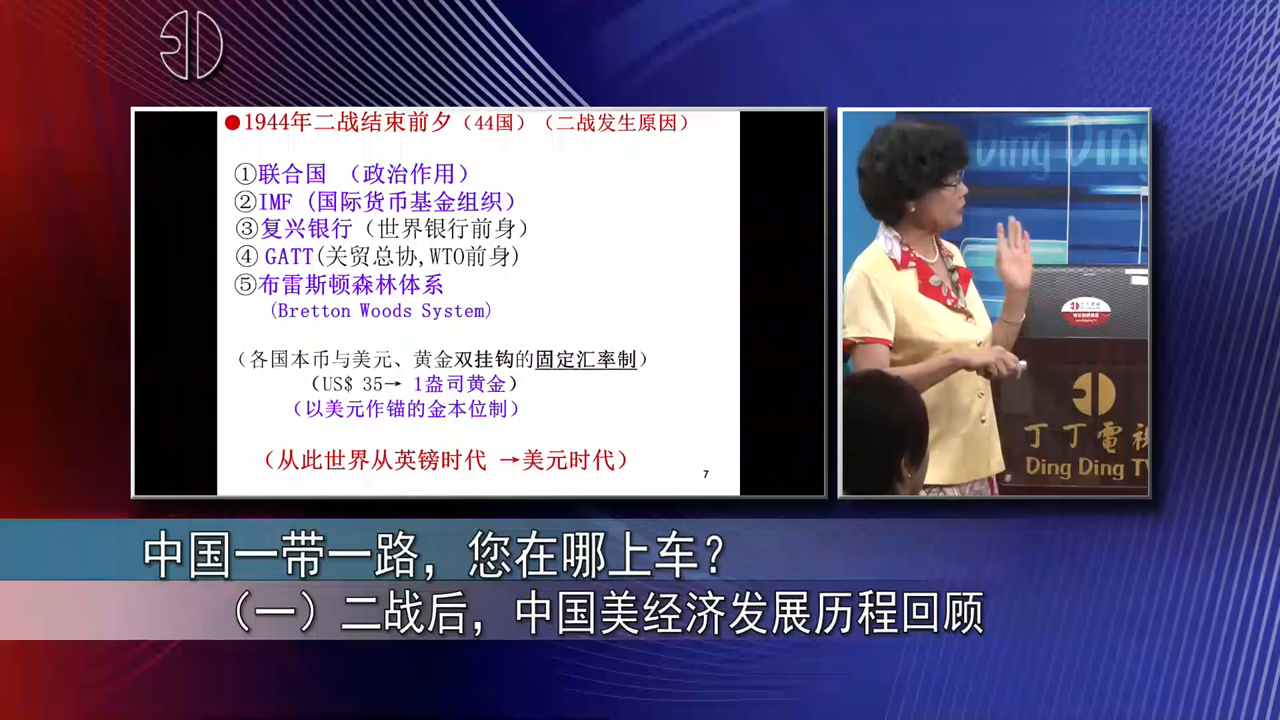 ●1944年二战结束前夕（44国）（二战发生原因）
①联合国 （政治作用）
②IMF (国际货币基金组织）
③复兴银行（世界银行前身）
④ GATT(关贸总协,WTO前身)
⑤布雷斯顿森林体系
(Bretton Woods System)
（各国本币与美元、黄金双挂钩的固定汇率制）
（US$ 35→ 1盎司黄金）
（以美元作锚的金本位制）
（从此世界从英镑时代 →美元时代）
7
Ding Ding
丁丁電視
Ding Ding TV
中国一带一路，您在哪上车？
（一）二战后，中国美经济发展历程回顾